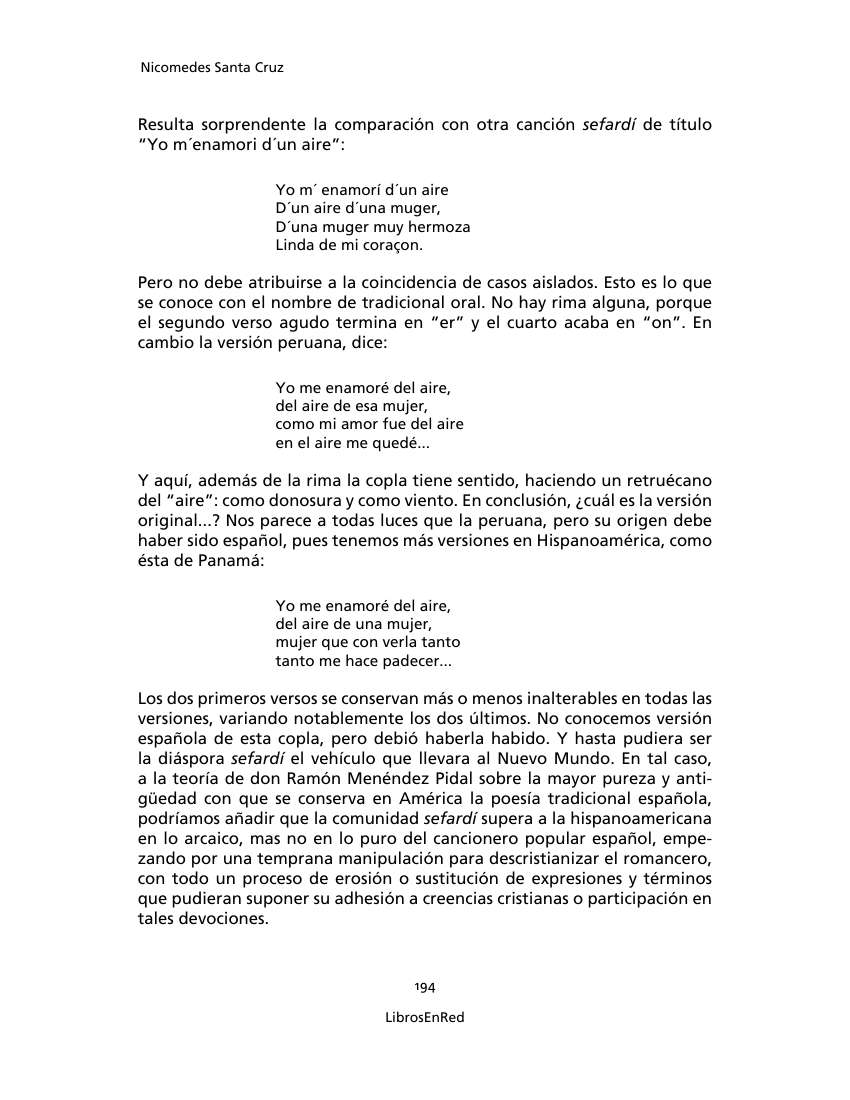 Nicomedes Santa Cruz
Resulta sorprendente la comparación con otra canción sefardí de título
“Yo m´enamori d´un aire”:
Yo m´ enamorí d´un aire
D´un aire d´una muger,
D´una muger muy hermoza
Linda de mi coraçon.
Pero no debe atribuirse a la coincidencia de casos aislados. Esto es lo que
se conoce con el nombre de tradicional oral. No hay rima alguna, porque
el segundo verso agudo termina en “er” y el cuarto acaba en “on”. En
cambio la versión peruana, dice:
Yo me enamoré del aire,
del aire de esa mujer,
como mi amor fue del aire
en el aire me quedé...
Y aquí, además de la rima la copla tiene sentido, haciendo un retruécano
del “aire”: como donosura y como viento. En conclusión, ¿cuál es la versión
original...? Nos parece a todas luces que la peruana, pero su origen debe
haber sido español, pues tenemos más versiones en Hispanoamérica, como
ésta de Panamá:
Yo me enamoré del aire,
del aire de una mujer,
mujer que con verla tanto
tanto me hace padecer...
Los dos primeros versos se conservan más o menos inalterables en todas las
versiones, variando notablemente los dos últimos. No conocemos versión
española de esta copla, pero debió haberla habido. Y hasta pudiera ser
la diáspora sefardí el vehículo que llevara al Nuevo Mundo. En tal caso,
a la teoría de don Ramón Menéndez Pidal sobre la mayor pureza y anti-
güedad con que se conserva en América la poesía tradicional española,
podríamos añadir que la comunidad sefardí supera a la hispanoamericana
en lo arcaico, mas no en lo puro del cancionero popular español, empe-
zando por una temprana manipulación para descristianizar el romancero,
con todo un proceso de erosión o sustitución de expresiones y términos
que pudieran suponer su adhesión a creencias cristianas o participación en
tales devociones.
194
LibrosEnRed